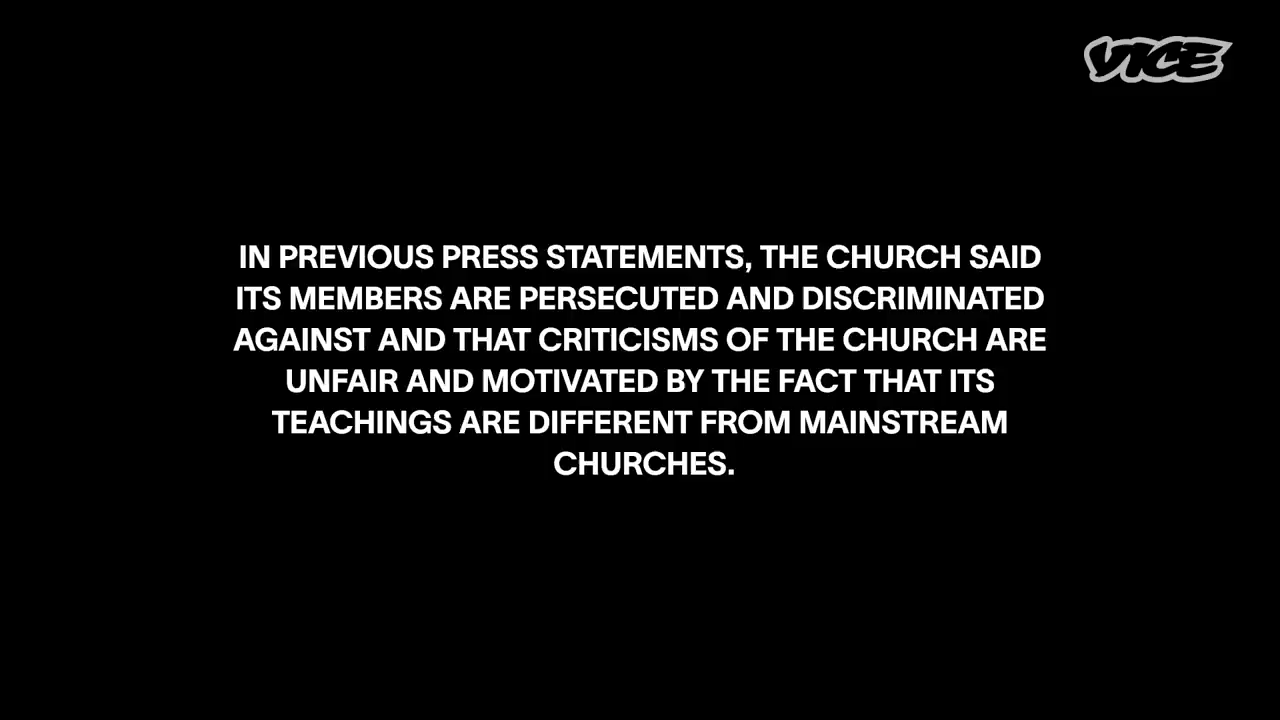 VICE
IN PREVIOUS PRESS STATEMENTS, THE CHURCH SAID
ITS MEMBERS ARE PERSECUTED AND DISCRIMINATED
AGAINST AND THAT CRITICISMS OF THE CHURCH ARE
UNFAIR AND MOTIVATED BY THE FACT THAT ITS
TEACHINGS ARE DIFFERENT FROM MAINSTREAM
CHURCHES.